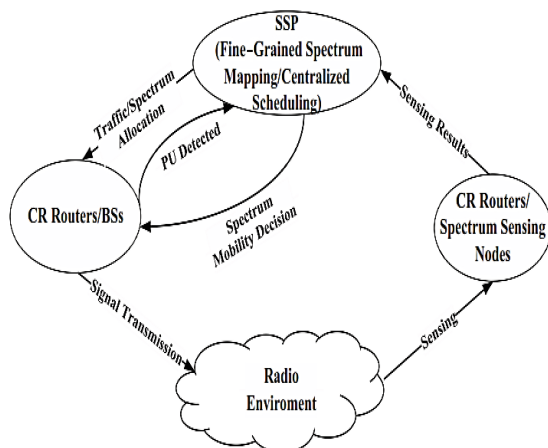 SSP
(Fine-Grained Spectrum
Mapping/Centralized
Scheduling)
Traffic/Spectrum
Allocation
PU Detected
Spectrum
Mobility Decision
Sensing Results
CR Routers/BSs
CR Routers/
Spectrum Sensing
Nodes
Signal Transmission
Sensing
Radio
Enviroment